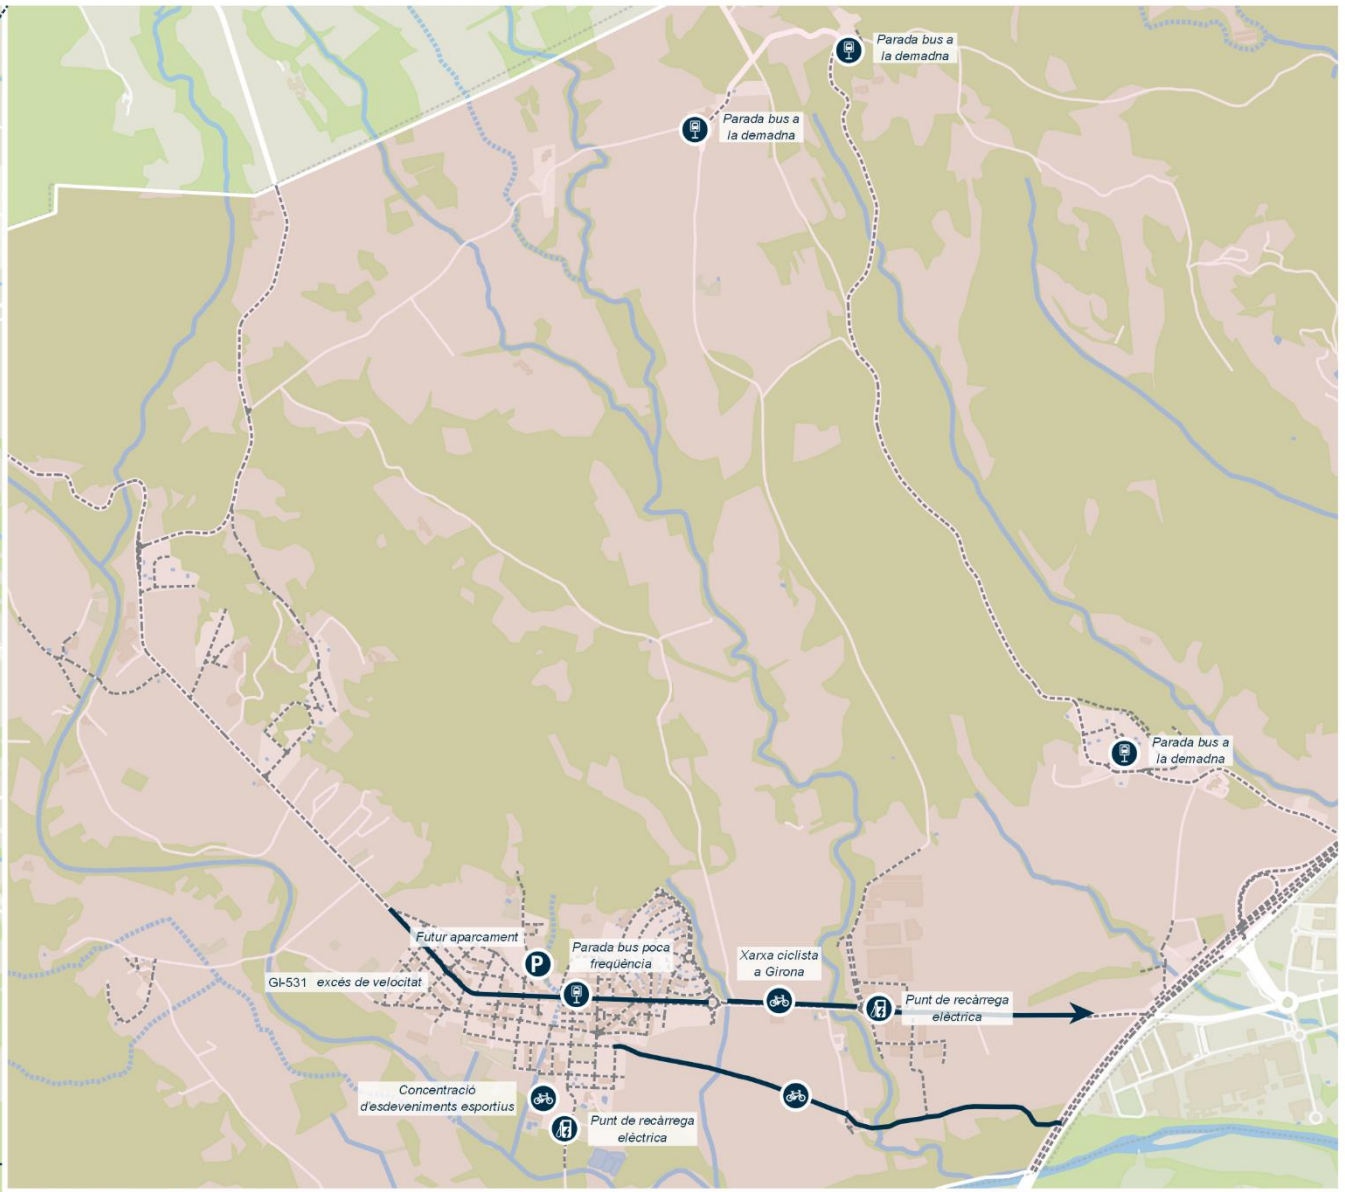 Parada bus a
la demadna
Parada bus a
la demadna
Parada bus a
la demadna
Futur aparcament
P
Parada bus poca
freqüència
Xarxa ciclista
a Girona
GI-531 excés de velocitat
Punt de recàrrega
elèctrica
Concentració
d'esdeveniments esportius
Punt de recàrrega
elèctrica